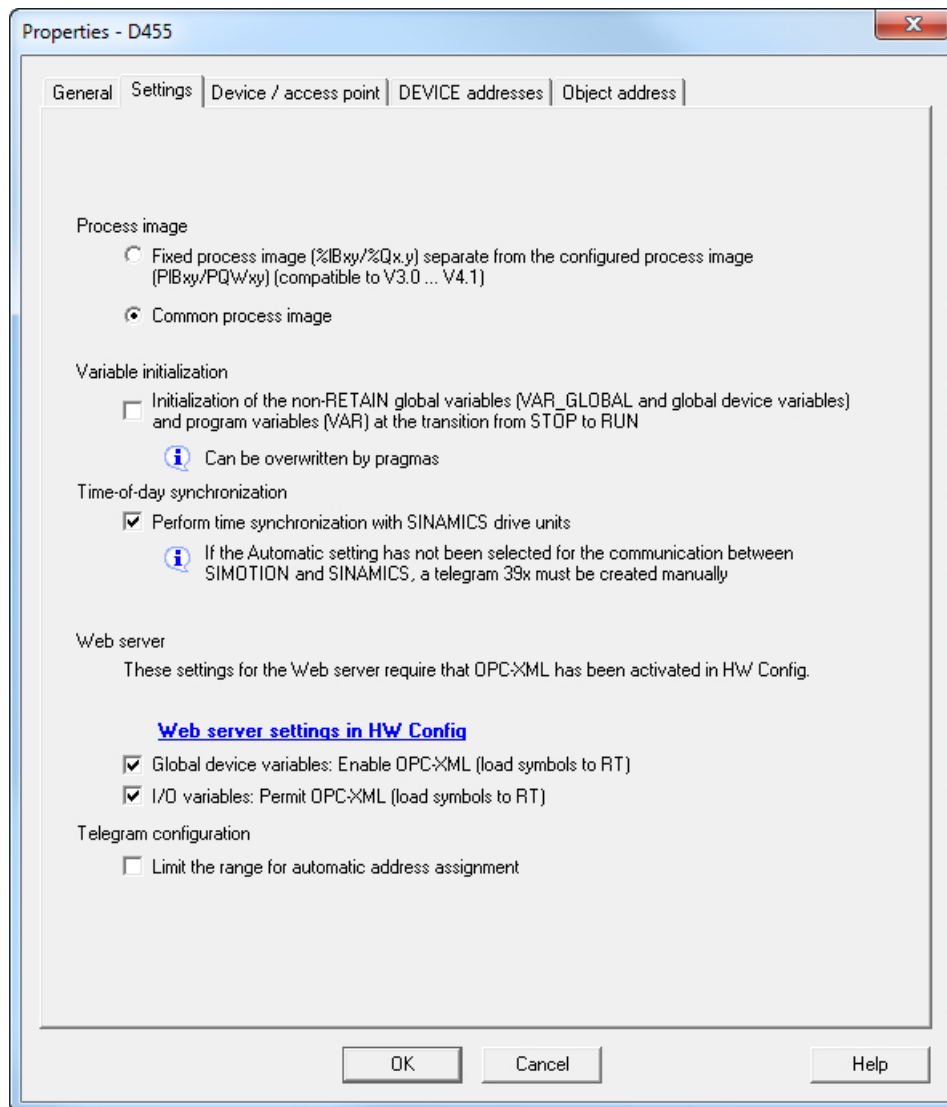 Properties - D455
General Settings Device / access point DEVICE addresses Object address
Process image
Fixed process image (%IBxy/%Qx.y) separate from the configured process image
(PIBxy/PQWxy) (compatible to V3.0 ... V4.1)
Common process image
Variable initialization
Initialization of the non-RETAIN global variables (VAR_GLOBAL and global device variables)
and program variables (VAR) at the transition from STOP to RUN
Can be overwritten by pragmas
Time-of-day synchronization
Perform time synchronization with SINAMICS drive units
If the Automatic setting has not been selected for the communication between
SIMOTION and SINAMICS, a telegram 39x must be created manually
Web server
These settings for the Web server require that OPC-XML has been activated in HW Config.
Web server settings in HW Config
Global device variables: Enable OPC-XML (load symbols to RT)
I/O variables: Permit OPC-XML (load symbols to RT)
Telegram configuration
Limit the range for automatic address assignment
OK Cancel Help